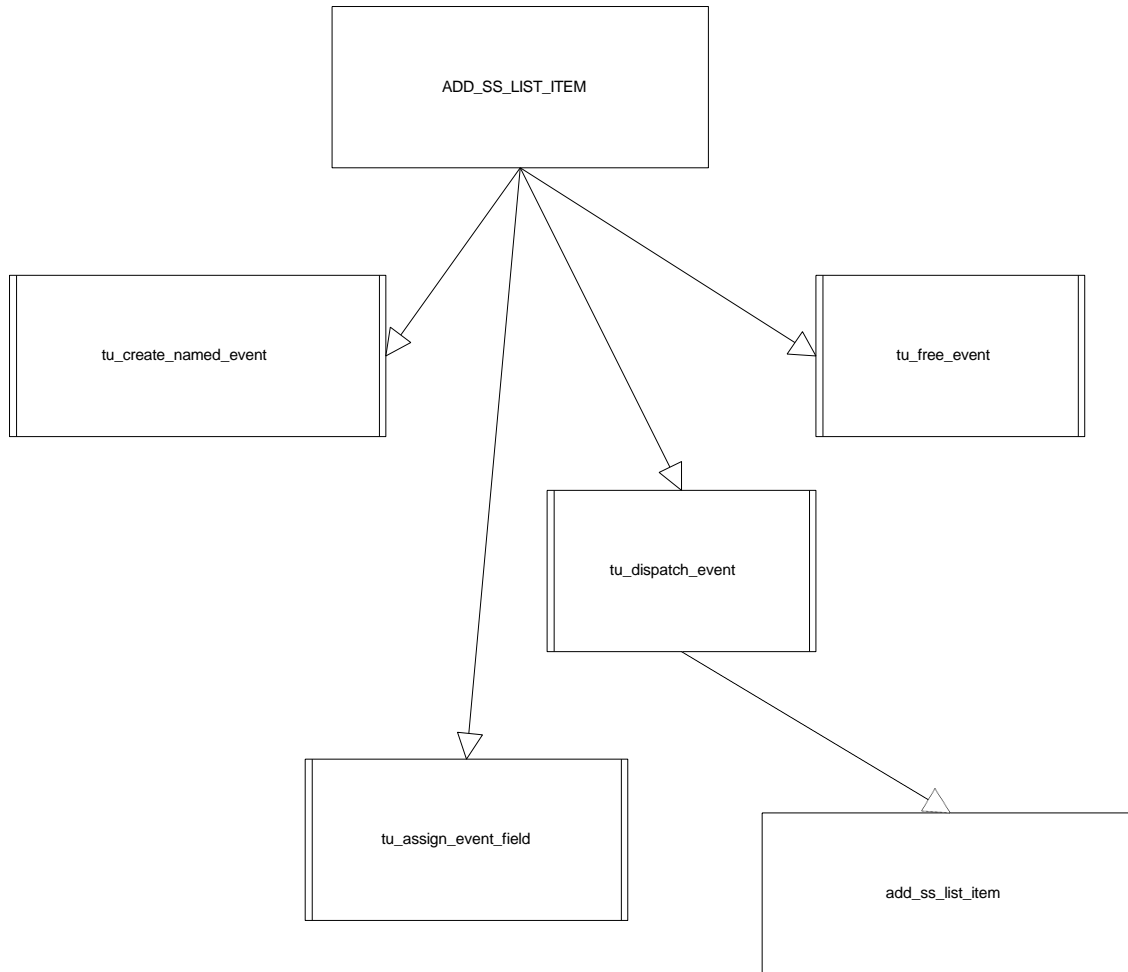 ADD_SS_LIST_ITEM
tu_create_named_event
tu_free_event
tu_dispatch_event
tu_assign_event_field
add_ss_list_item